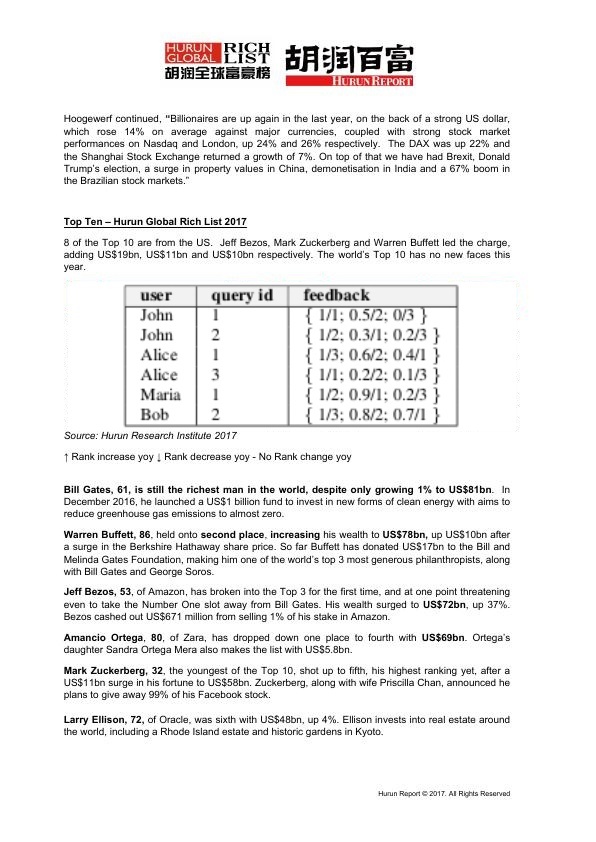 HURUN GLOBAL RICH LIST
胡润全球富豪榜
胡润百富
HURUN REPORT
Hoogewerf continued, “Billionaires are up again in the last year, on the back of a strong US dollar,
which rose 14% on average against major currencies, coupled with strong stock market
performances on Nasdaq and London, up 24% and 26% respectively. The DAX was up 22% and
the Shanghai Stock Exchange returned a growth of 7%. On top of that we have had Brexit, Donald
Trump’s election, a surge in property values in China, demonetisation in India and a 67% boom in
the Brazilian stock markets.”
Top Ten – Hurun Global Rich List 2017
8 of the Top 10 are from the US. Jeff Bezos, Mark Zuckerberg and Warren Buffett led the charge,
adding US$19bn, US$11bn and US$10bn respectively. The world’s Top 10 has no new faces this
year.
user query id feedback
John 1 { 1/1; 0.5/2; 0/3 }
John 2 { 1/2; 0.3/1; 0.2/3 }
Alice 1 { 1/3; 0.6/2; 0.4/1 }
Alice 3 { 1/1; 0.2/2; 0.1/3 }
Maria 1 { 1/2; 0.9/1; 0.2/3 }
Bob 2 { 1/3; 0.8/2; 0.7/1 }
Source: Hurun Research Institute 2017
↑ Rank increase yoy ↓ Rank decrease yoy - No Rank change yoy
Bill Gates, 61, is still the richest man in the world, despite only growing 1% to US$81bn. In
December 2016, he launched a US$1 billion fund to invest in new forms of clean energy with aims to
reduce greenhouse gas emissions to almost zero.
Warren Buffett, 86, held onto second place, increasing his wealth to US$78bn, up US$10bn after
a surge in the Berkshire Hathaway share price. So far Buffett has donated US$17bn to the Bill and
Melinda Gates Foundation, making him one of the world’s top 3 most generous philanthropists, along
with Bill Gates and George Soros.
Jeff Bezos, 53, of Amazon, has broken into the Top 3 for the first time, and at one point threatening
even to take the Number One slot away from Bill Gates. His wealth surged to US$72bn, up 37%.
Bezos cashed out US$671 million from selling 1% of his stake in Amazon.
Amancio Ortega, 80, of Zara, has dropped down one place to fourth with US$69bn. Ortega’s
daughter Sandra Ortega Mera also makes the list with US$5.8bn.
Mark Zuckerberg, 32, the youngest of the Top 10, shot up to fifth, his highest ranking yet, after a
US$11bn surge in his fortune to US$58bn. Zuckerberg, along with wife Priscilla Chan, announced he
plans to give away 99% of his Facebook stock.
Larry Ellison, 72, of Oracle, was sixth with US$48bn, up 4%. Ellison invests into real estate around
the world, including a Rhode Island estate and historic gardens in Kyoto.
Hurun Report © 2017. All Rights Reserved